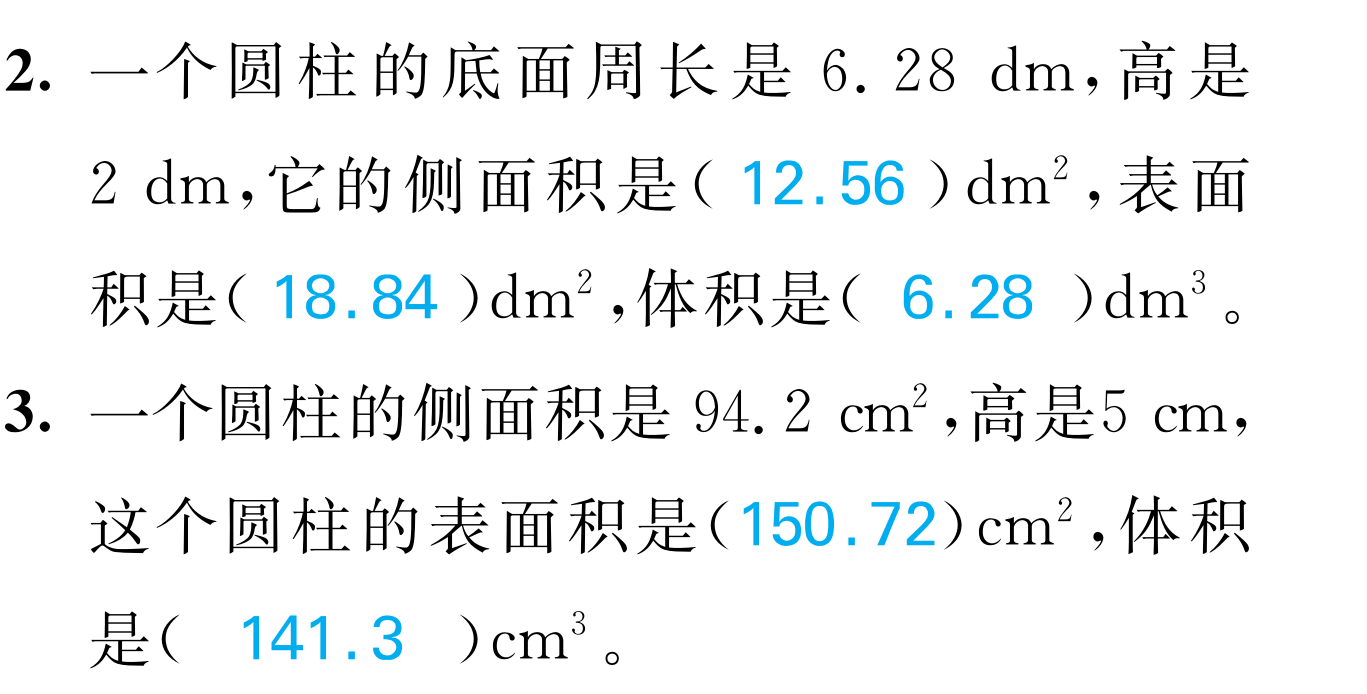 2. 一个圆柱的底面周长是 6.28 dm,高是
2 dm,它的侧面积是( 12.56 )dm²,表面
积是( 18.84 )dm²,体积是( 6.28 )dm³。
3. 一个圆柱的侧面积是 94.2 cm²,高是5 cm,
这个圆柱的表面积是(150.72)cm²,体积
是( 141.3 )cm³。